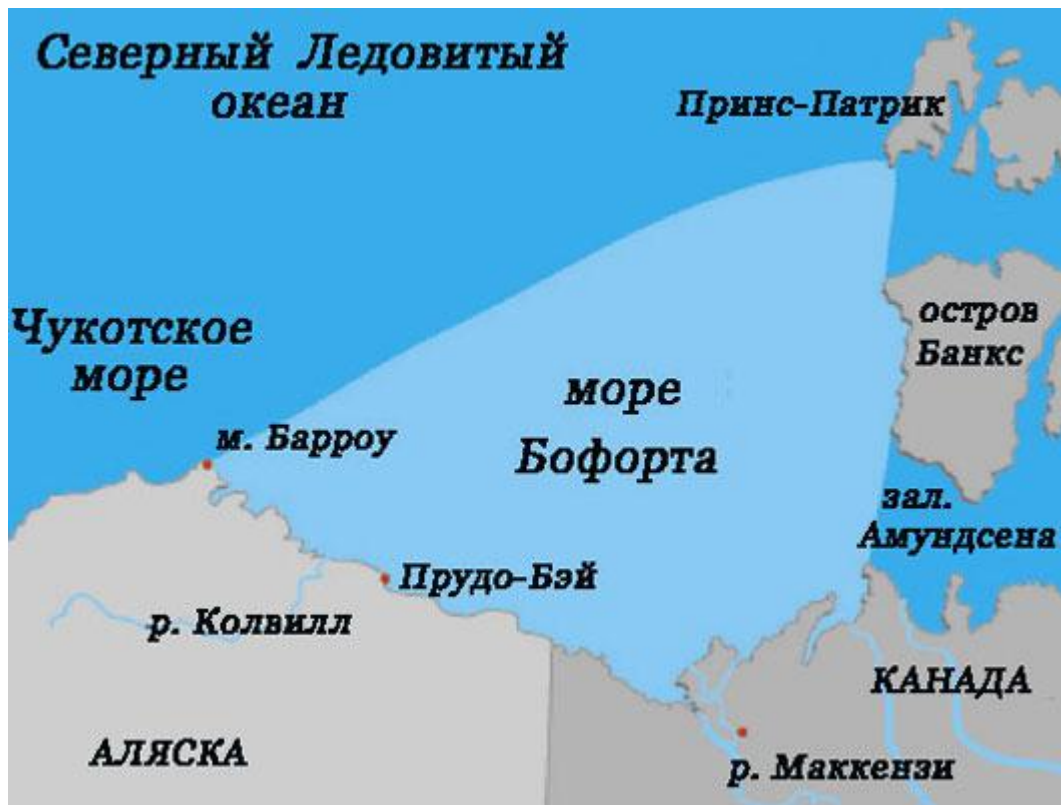 Северный Ледовитый
океан
Принс-Патрик
Чукотское
море
остров
Банкс
море
Бофорта
м. Барроу
зал.
Амундсена
Прудо-Бэй
р. Колвилл
КАНАДА
АЛЯСКА
р. Маккензи